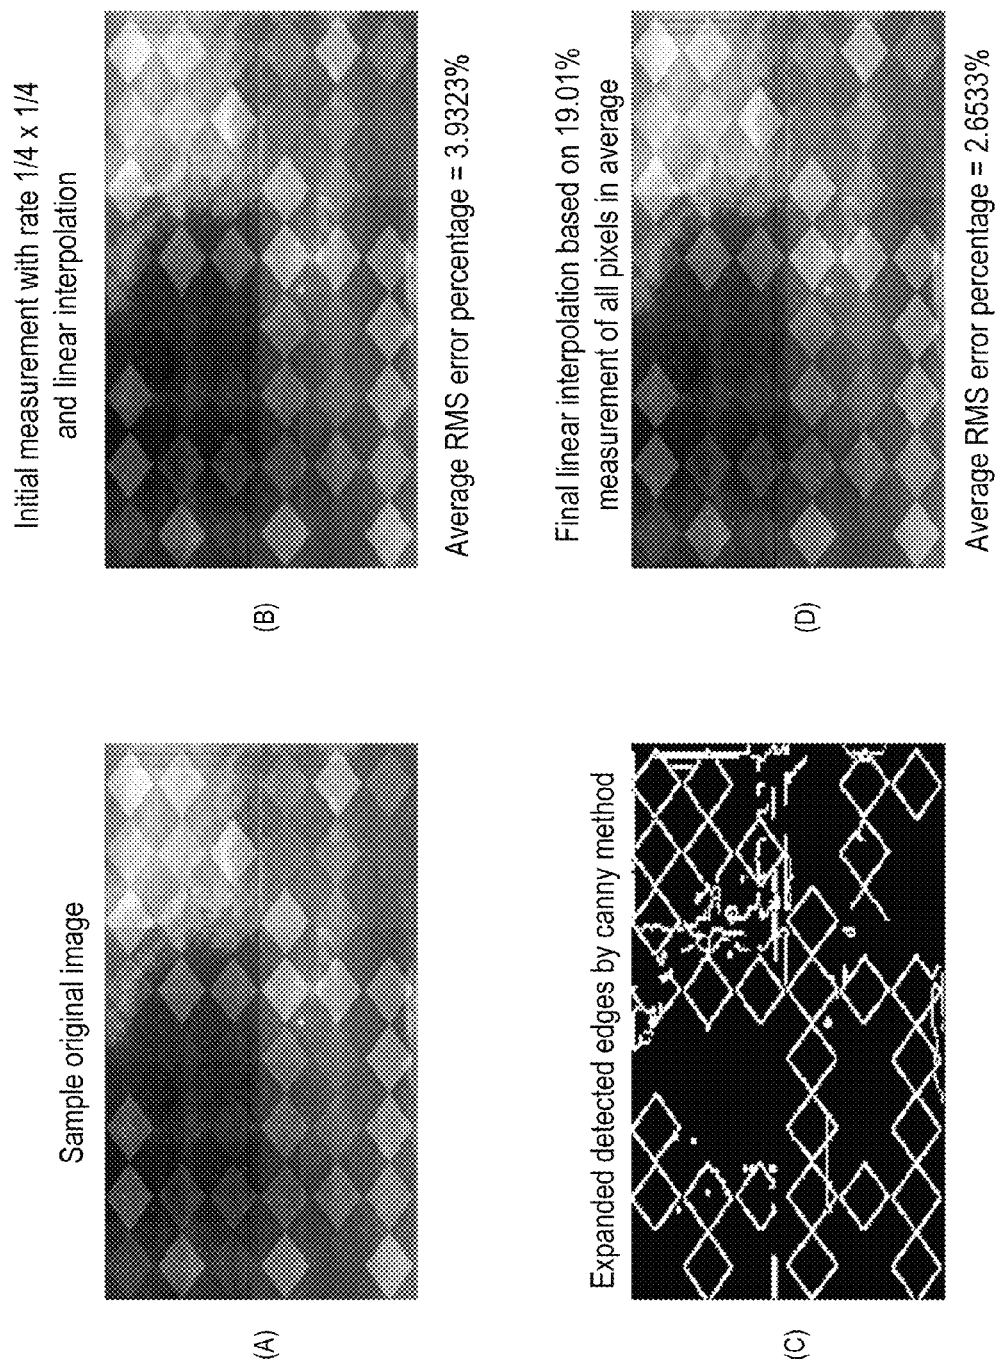 Sample original image
(A)
Initial measurement with rate 1/4 x 1/4
and linear interpolation
(B)
Average RMS error percentage = 3.9323%
Expanded detected edges by canny method
(C)
Final linear interpolation based on 19.01%
measurement of all pixels in average
(D)
Average RMS error percentage = 2.6533%